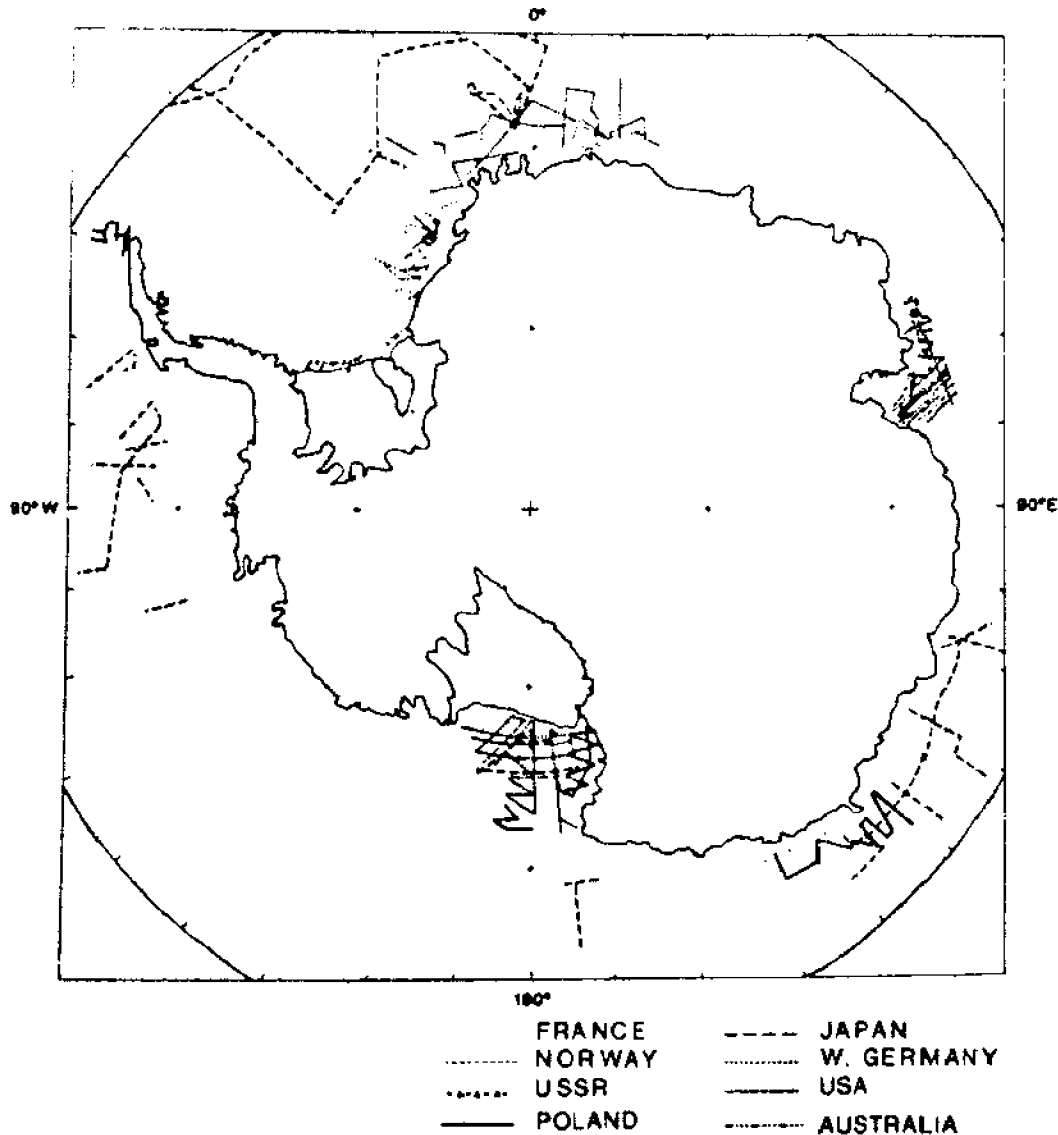 0°
90°W
90°E
180°
FRANCE
NORWAY
USSR
POLAND
JAPAN
W. GERMANY
USA
AUSTRALIA